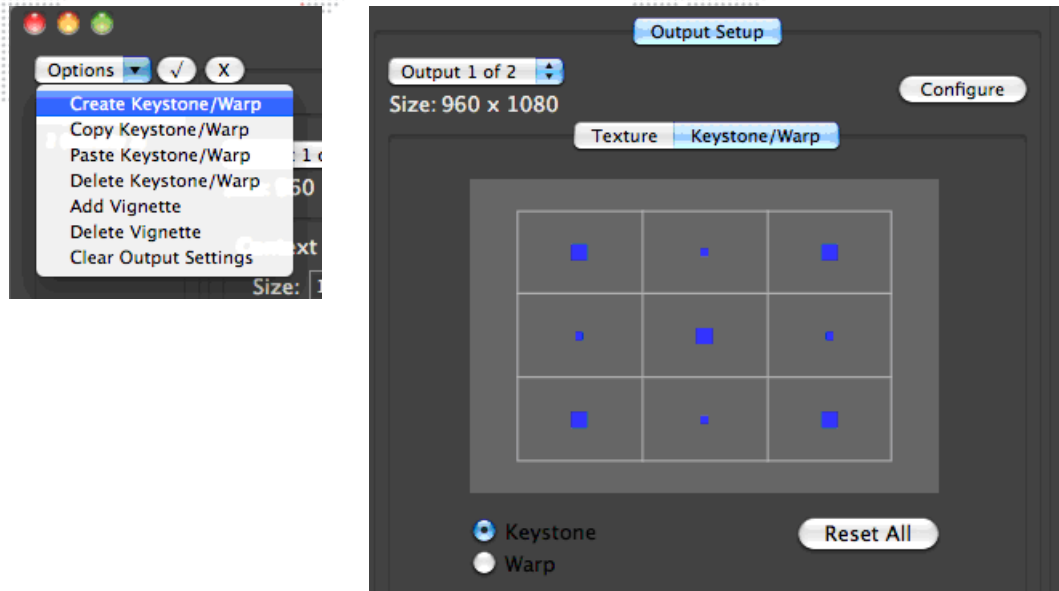 Options
√
X
Create Keystone/Warp
Copy Keystone/Warp
Paste Keystone/Warp
Delete Keystone/Warp
Add Vignette
Delete Vignette
Clear Output Settings
Size:
Output Setup
Output 1 of 2
Configure
Size: 960 x 1080
Texture
Keystone/Warp
Keystone
Reset All
Warp